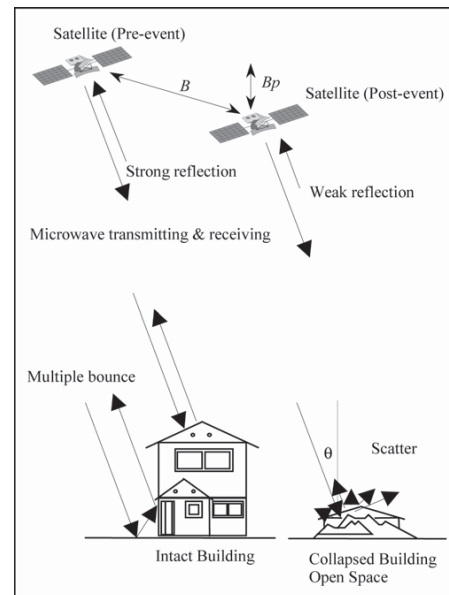 Satellite (Pre-event)
B
Bp
Satellite (Post-event)
Strong reflection
Weak reflection
Microwave transmitting & receiving
Multiple bounce
θ
Scatter
Intact Building
Collapsed Building
Open Space